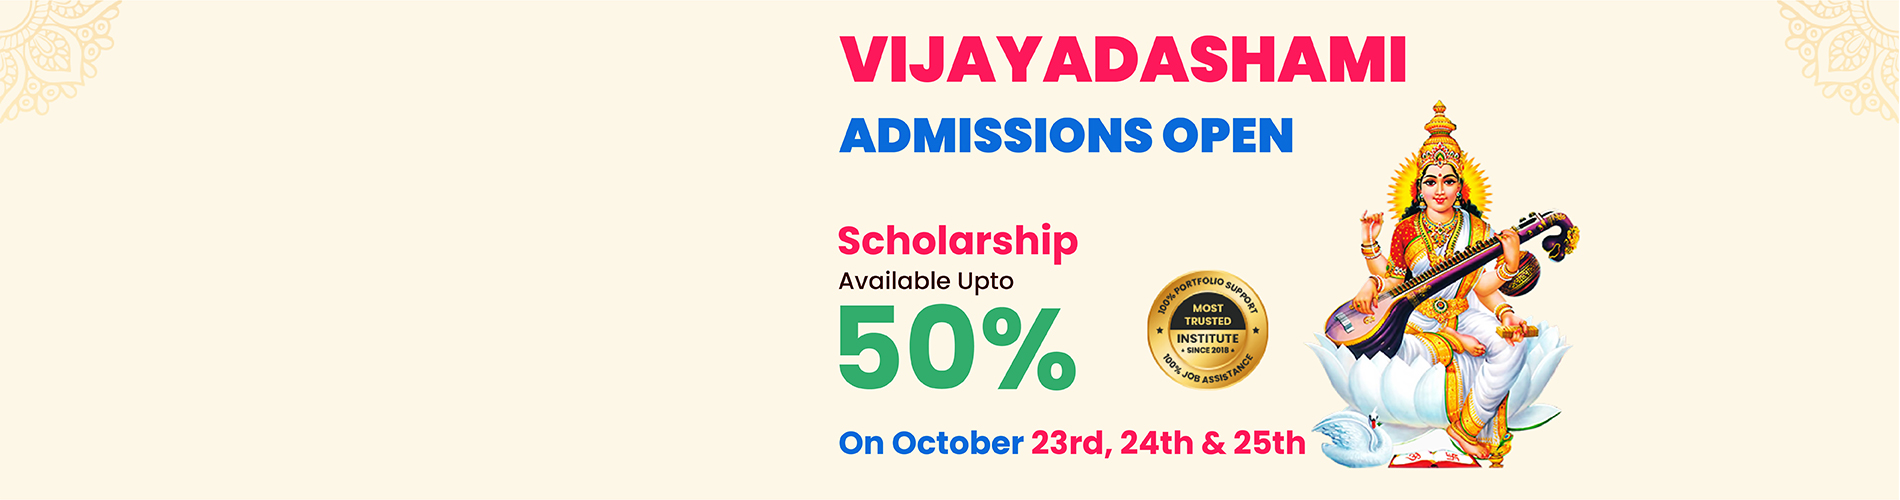 VIJAYADASHAMI
ADMISSIONS OPEN
Scholarship
Available Upto
50%
100% PORTFOLIO SUPPORT
MOST
TRUSTED
INSTITUTE
• SINCE 2018 •
100% JOB ASSISTANCE
On October 23rd, 24th & 25th